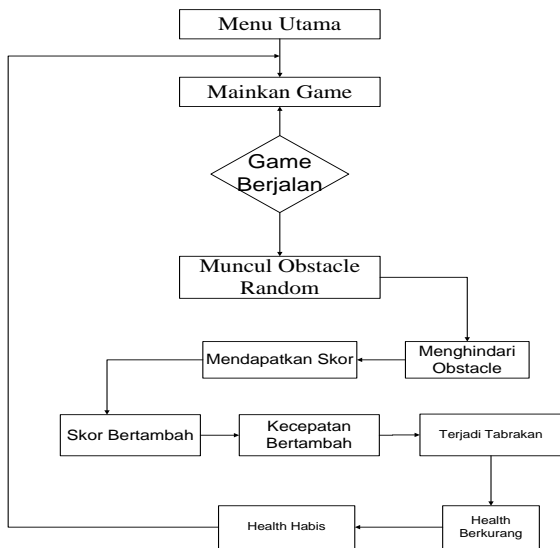 Menu Utama
Mainkan Game
Game
Berjalan
Muncul Obstacle
Random
Menghindari
Obstacle
Mendapatkan Skor
Skor Bertambah
Kecepatan
Bertambah
Terjadi Tabrakan
Health
Berkurang
Health Habis